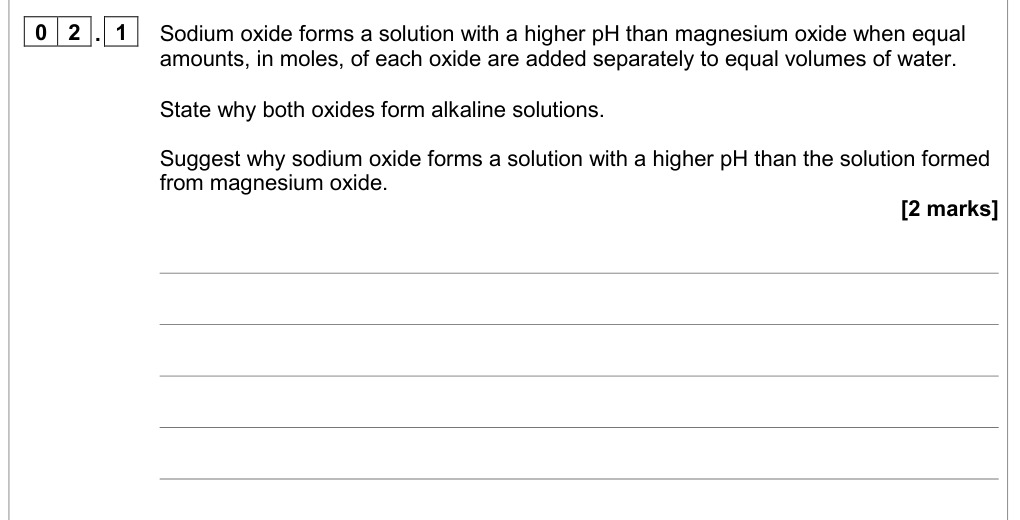 0 2 . 1 Sodium oxide forms a solution with a higher pH than magnesium oxide when equal
amounts, in moles, of each oxide are added separately to equal volumes of water.
State why both oxides form alkaline solutions.
Suggest why sodium oxide forms a solution with a higher pH than the solution formed
from magnesium oxide.
[2 marks]